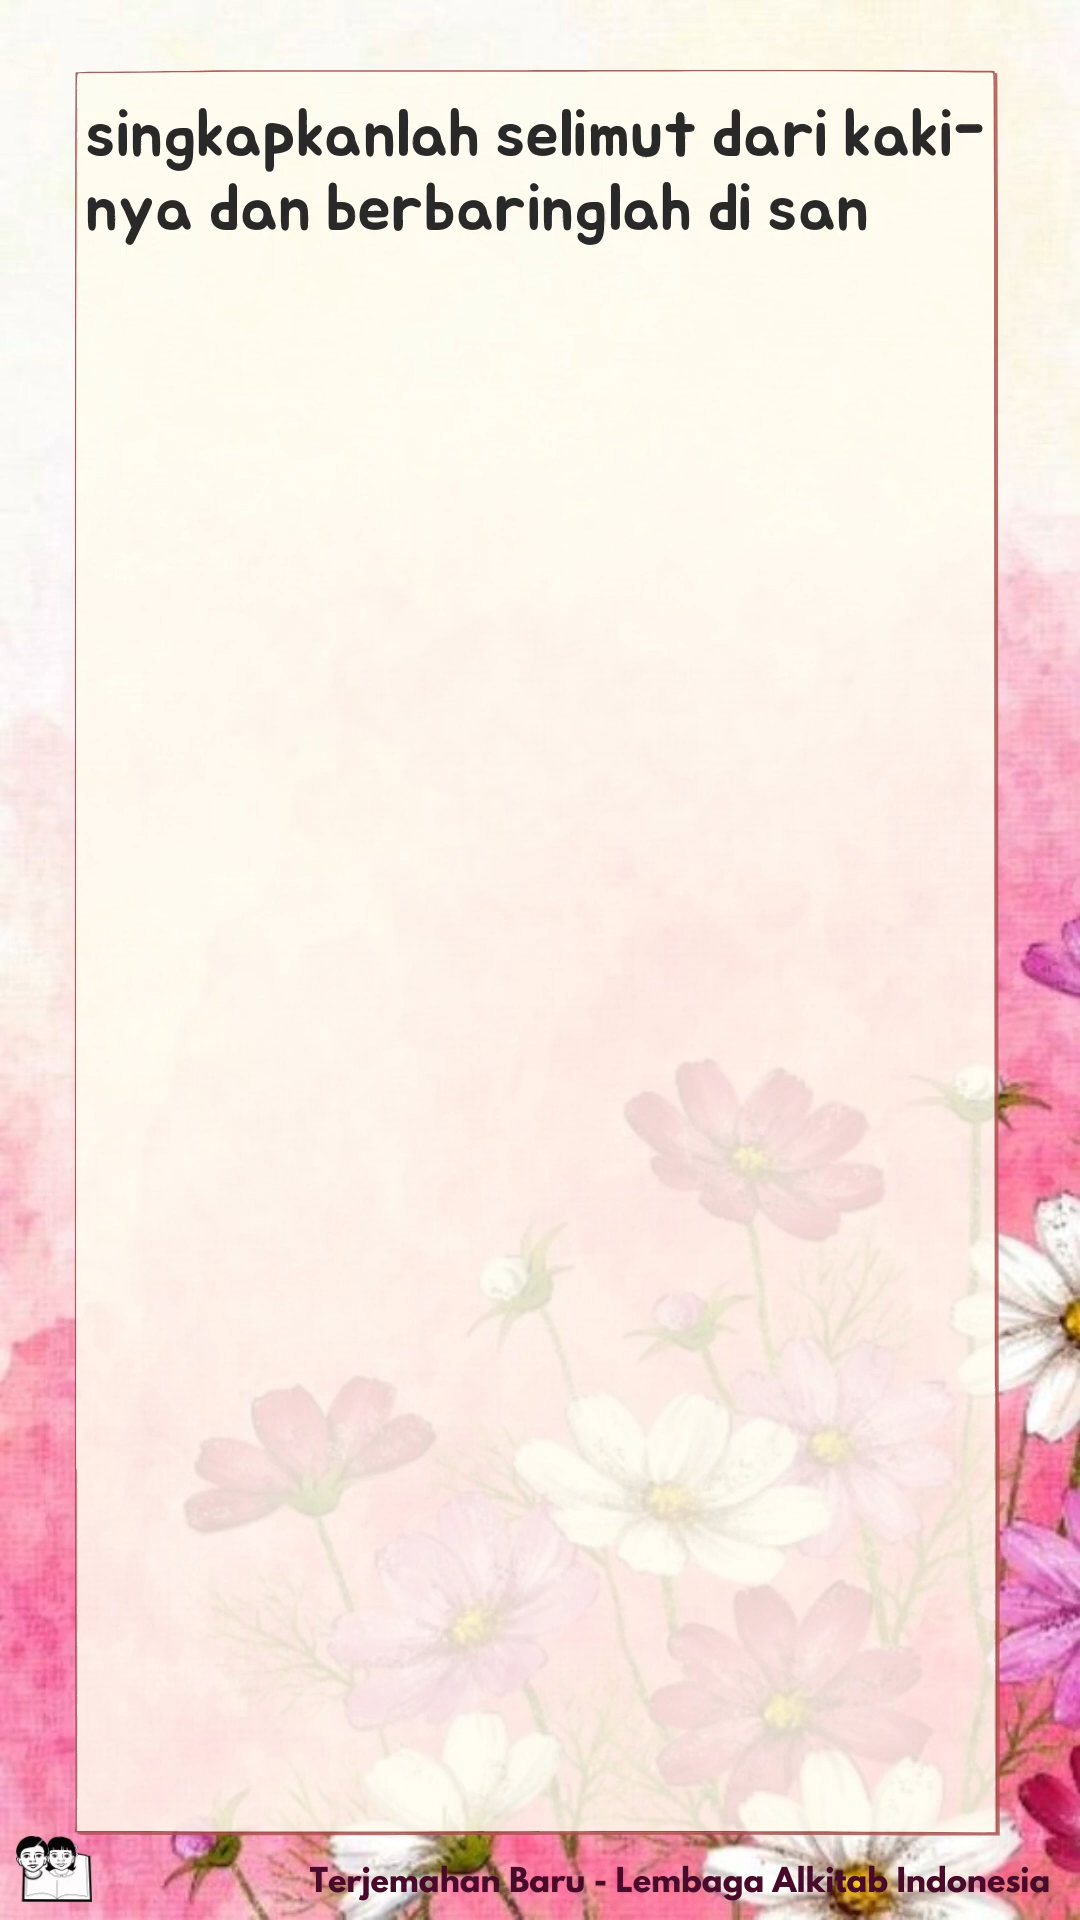 singkapkanlah selimut dari kaki-
nya dan berbaringlah di san
Terjemahan Baru - Lembaga Alkitab Indonesia